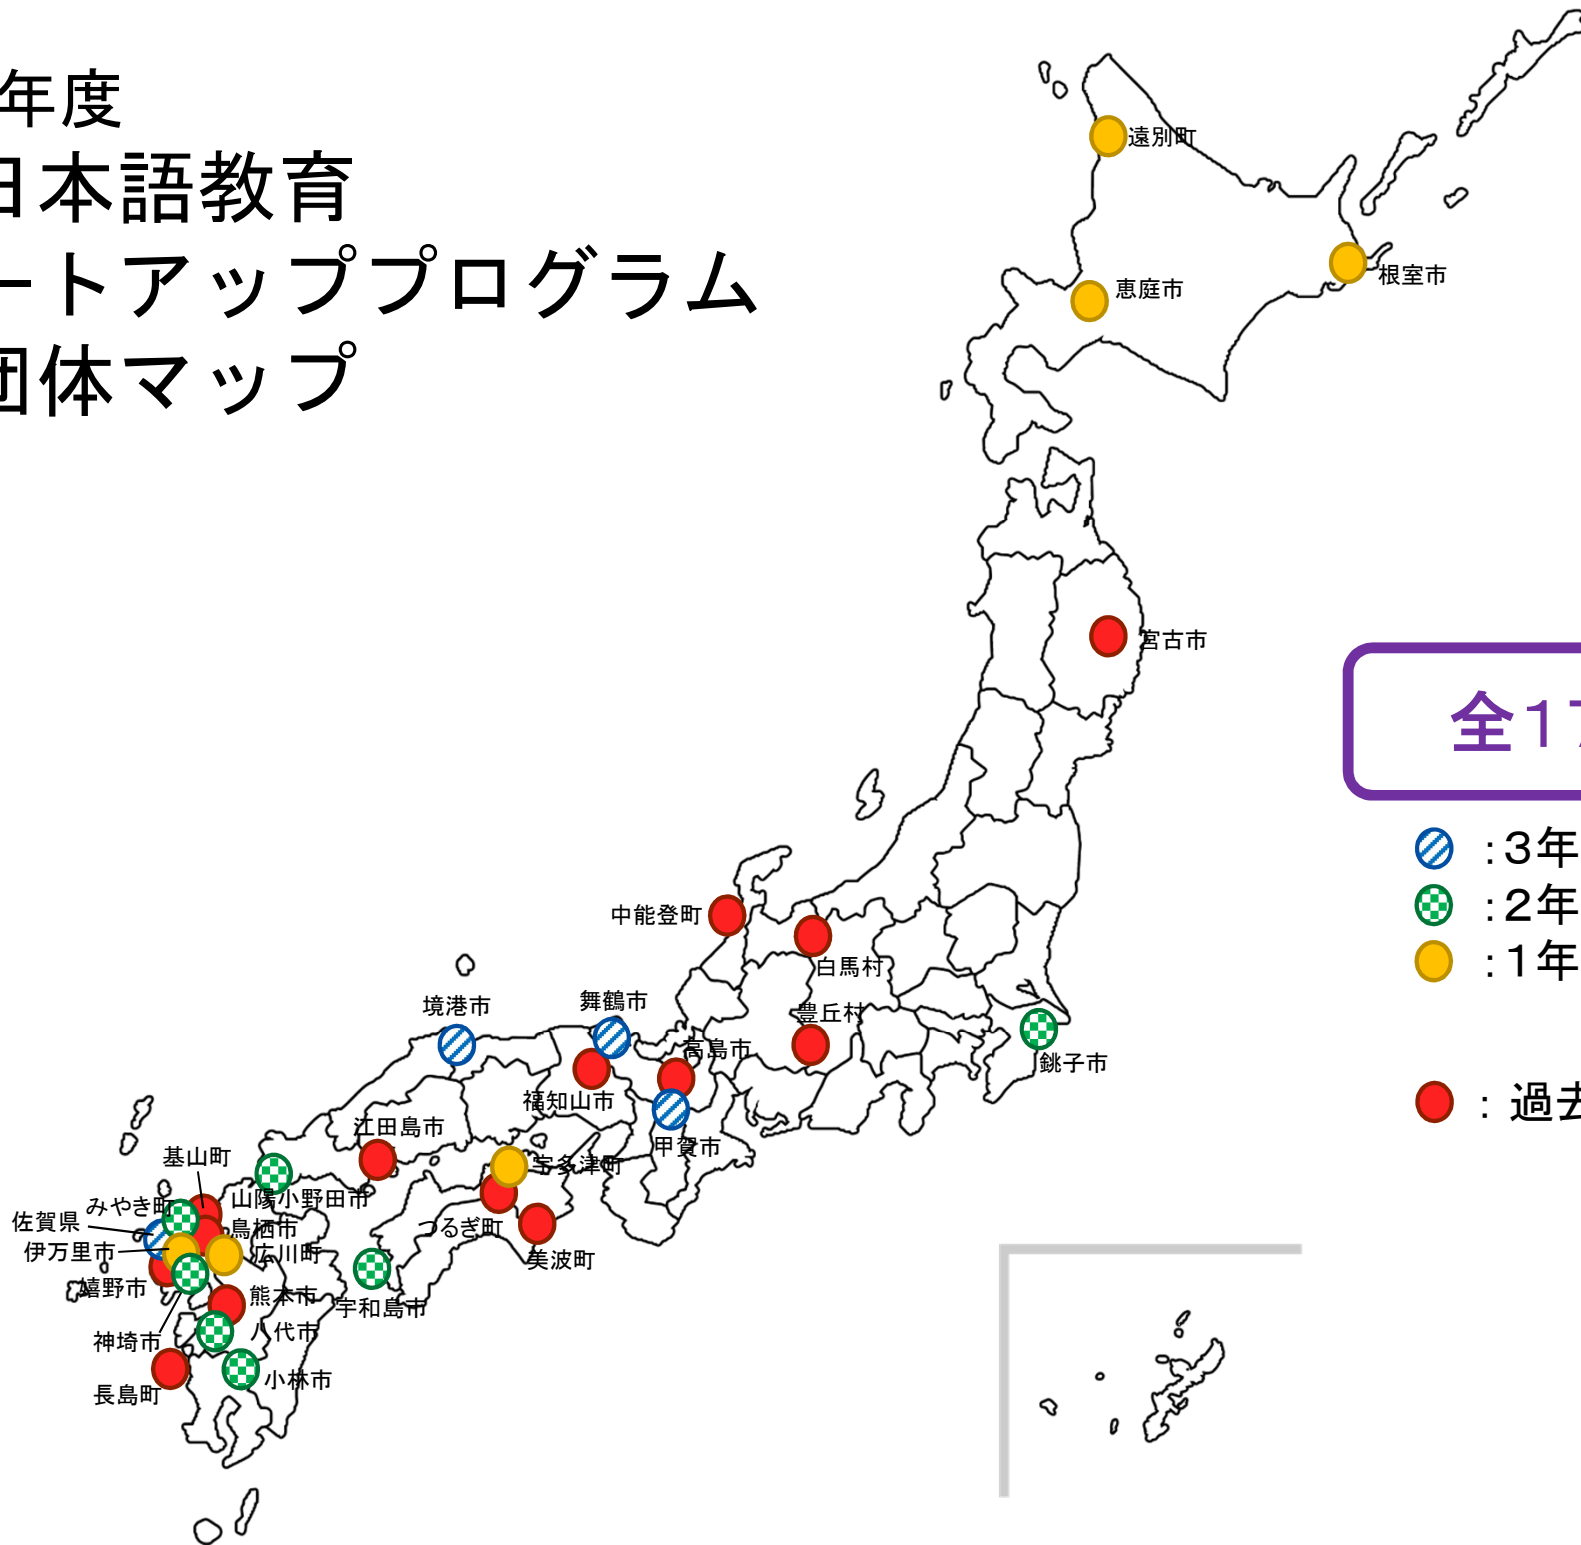 年度
日本語教育
ートアッププログラム
団体マップ
遠別町
根室市
恵庭市
宮古市
全１７
：３年
：２年
：１年
：過去
中能登町
白馬村
豊丘村
境港市
舞鶴市
高島市
銚子市
福知山市
江田島市
甲賀市
基山町
宇多津町
みやき町
山陽小野田市
佐賀県
鳥栖市
つるぎ町
伊万里市
広川町
美波町
嬉野市
熊本市
宇和島市
神埼市
八代市
小林市
長島町